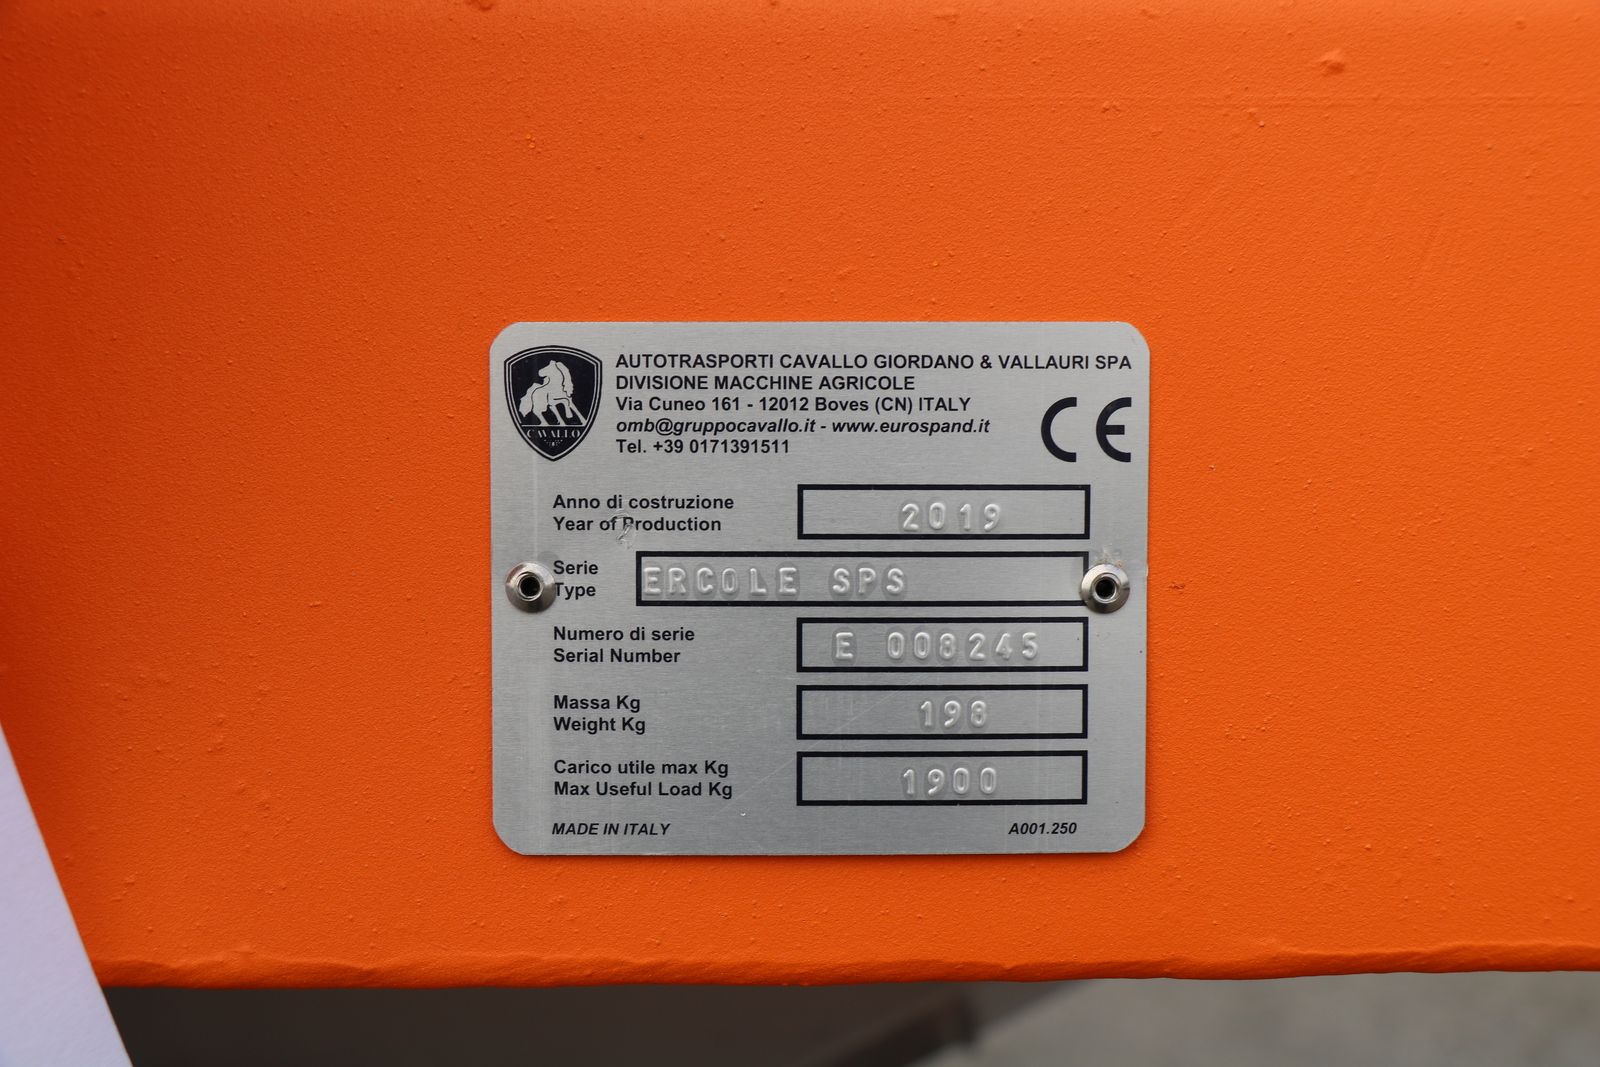 AUTOTRASPORTI CAVALLO GIORDANO & VALLAURI SPA
DIVISIONE MACCHINE AGRICOLE
Via Cuneo 161 - 12012 Boves (CN) ITALY
omb@gruppocavallo.it - www.eurospand.it
Tel. +39 0171391511
CAVALLO
CE
Anno di costruzione
Year of Production
2019
Serie
Type
ERCOLE SPS
Numero di serie
Serial Number
E 008245
Massa Kg
Weight Kg
198
Carico utile max Kg
Max Useful Load Kg
1900
MADE IN ITALY
A001.250